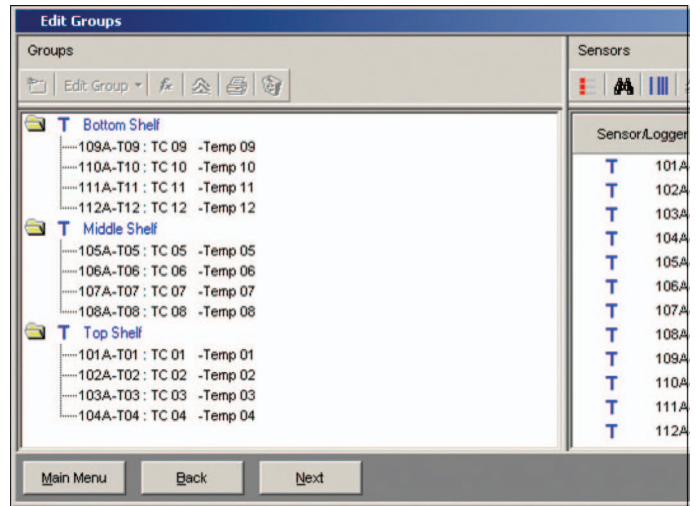 Edit Groups
Groups
Edit Group
fx
T Bottom Shelf
109A-T09 : TC 09 -Temp 09
110A-T10 : TC 10 -Temp 10
111A-T11 : TC 11 -Temp 11
112A-T12 : TC 12 -Temp 12
T Middle Shelf
105A-T05 : TC 05 -Temp 05
106A-T06 : TC 06 -Temp 06
107A-T07 : TC 07 -Temp 07
108A-T08 : TC 08 -Temp 08
T Top Shelf
101A-T01 : TC 01 -Temp 01
102A-T02 : TC 02 -Temp 02
103A-T03 : TC 03 -Temp 03
104A-T04 : TC 04 -Temp 04
Sensors
Sensor/Logger
T 101A
T 102A
T 103A
T 104A
T 105A
T 106A
T 107A
T 108A
T 109A
T 110A
T 111A
T 112A
Main Menu Back Next